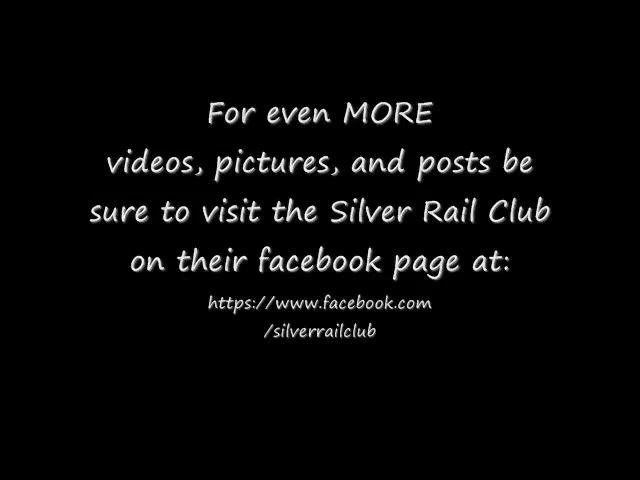 For even MORE
videos, pictures, and posts be
sure to visit the Silver Rail Club
on their facebook page at:
https://www.facebook.com
/silverrailclub